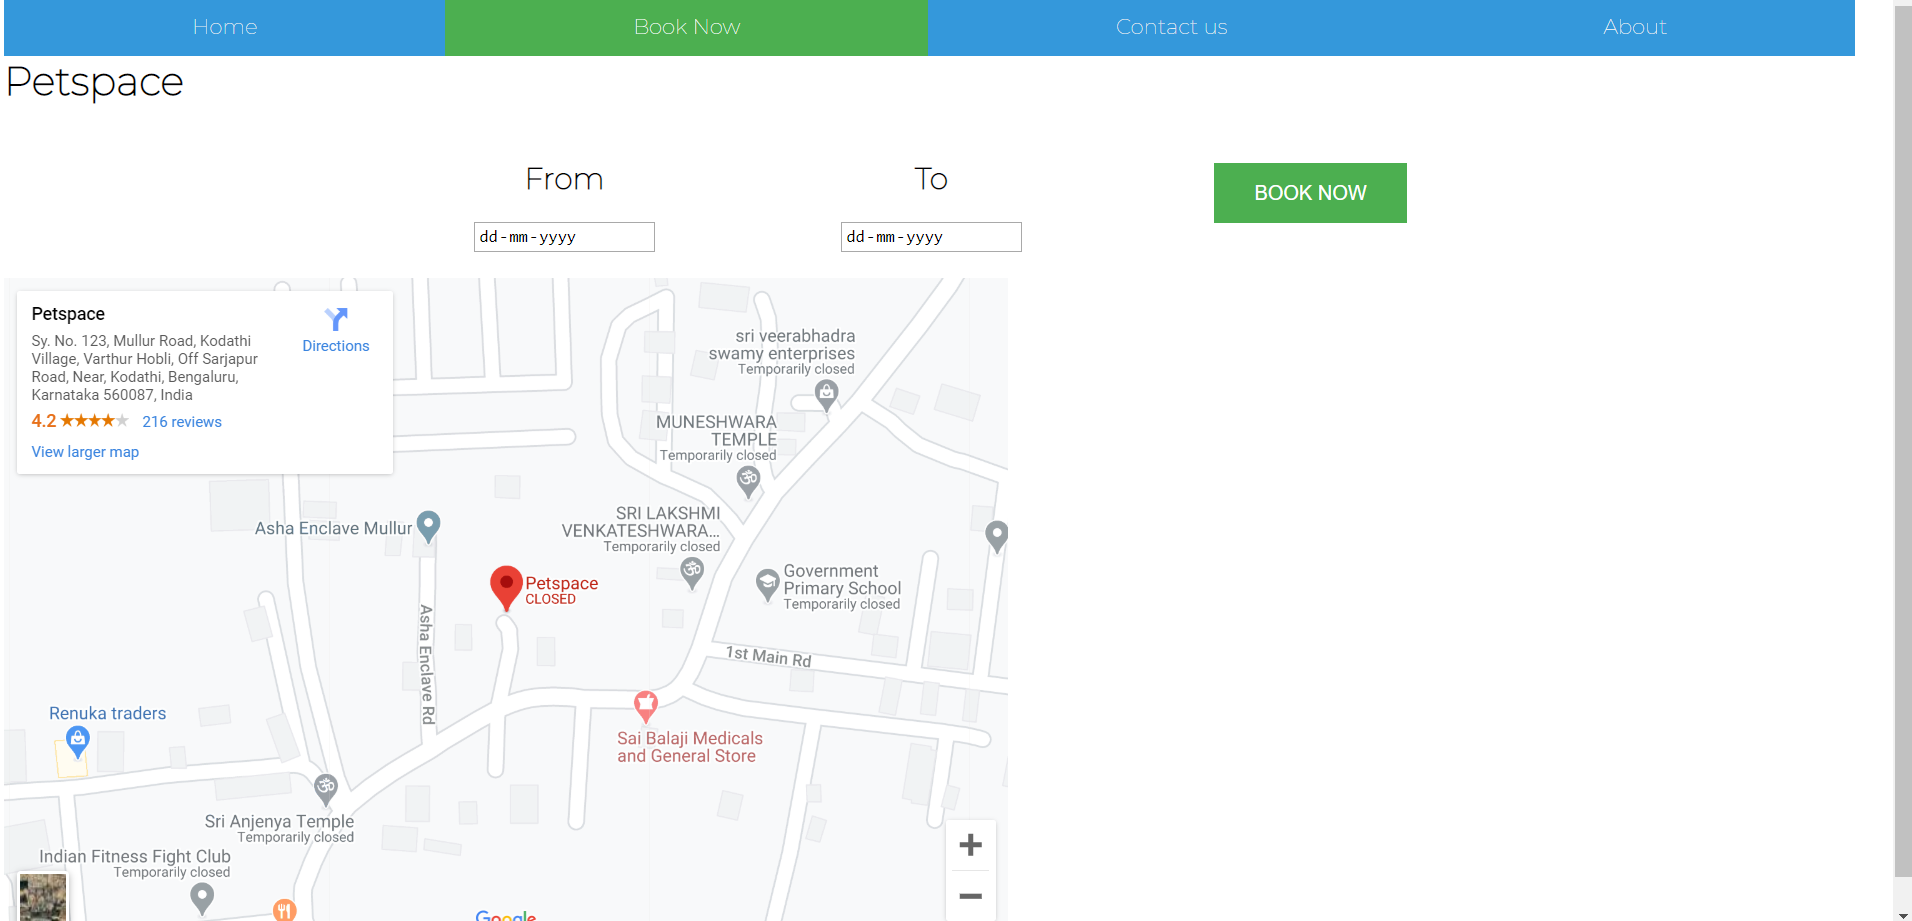 Home
Book Now
Contact us
About
Petspace
From
To
BOOK NOW
dd-mm-yyyy
dd-mm-yyyy
Petspace
Directions
Sy. No. 123, Mullur Road, Kodathi
Village, Varthur Hobli, Off Sarjapur
Road, Near, Kodathi, Bengaluru,
Karnataka 560087, India
4.2
216 reviews
View larger map
sri veerabhadra
swamy enterprises
Temporarily closed
MUNESHWARA
TEMPLE
Temporarily closed
SRI LAKSHMI
VENKATESHWARA...
Temporarily closed
Asha Enclave Mullur
Petspace
CLOSED
Government
Primary School
Temporarily closed
Asha Enclave Rd
1st Main Rd
Renuka traders
Sai Balaji Medicals
and General Store
Sri Anjenya Temple
Temporarily closed
Indian Fitness Fight Club
Temporarily closed
Google